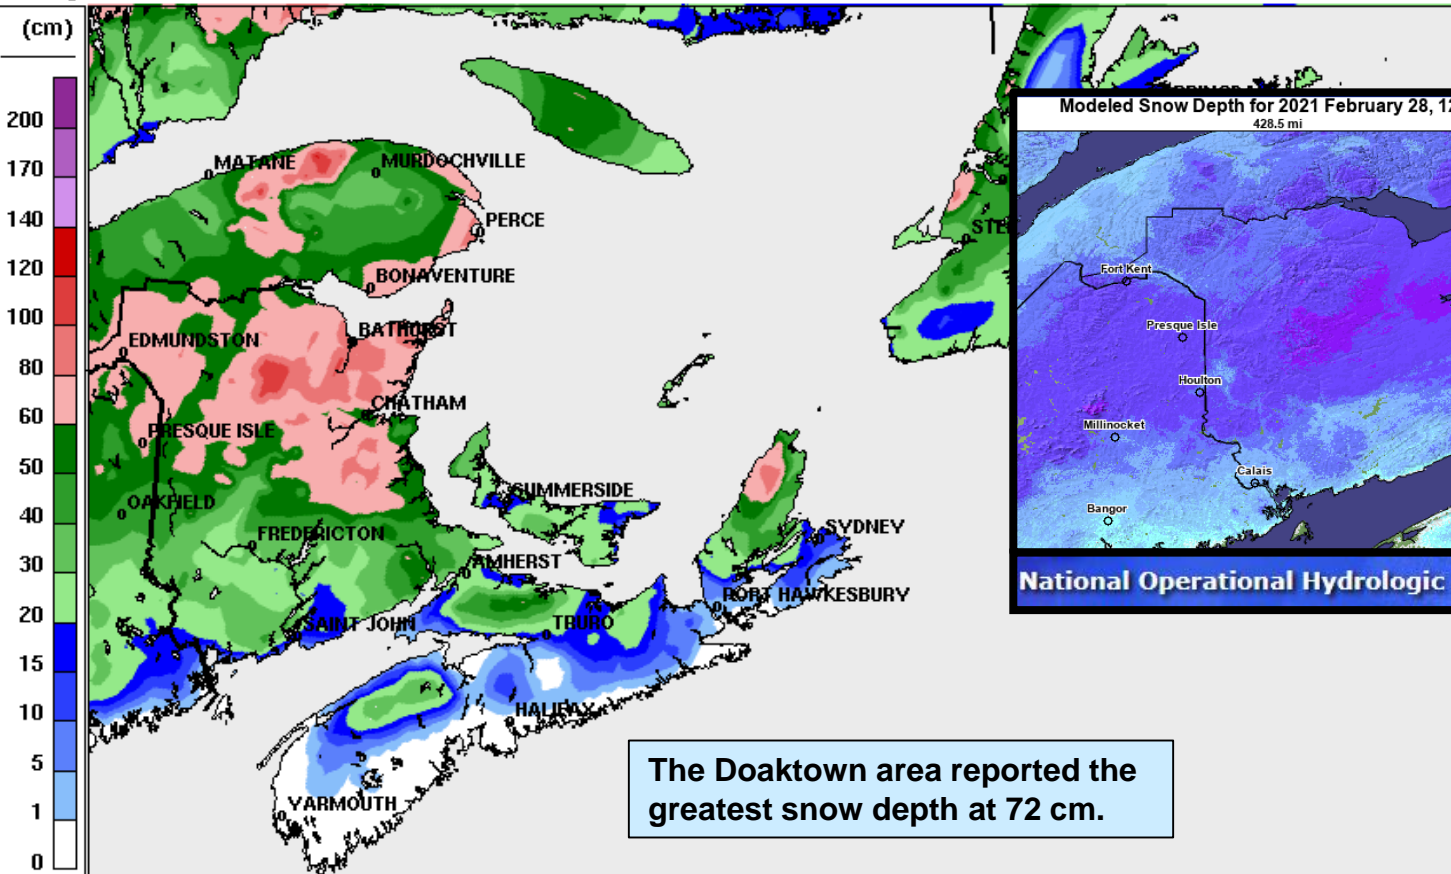 (cm)
200
170
140
120
100
80
60
50
40
30
20
15
10
5
1
0
MATANE
MURDOCHVILLE
PERCE
BONAVENTURE
BATHURST
EDMUNDSTON
CHATHAM
PRESQUE ISLE
OAKFIELD
FREDERICTON
SUMMERSIDE
SYDNEY
AMHERST
PORT HAWKESBURY
SAINT JOHN
TRURO
HALIFAX
YARMOUTH
STE
Modeled Snow Depth for 2021 February 28, 12
428.5 mi
Fort Kent
Presque Isle
Houlton
Millinocket
Calais
Bangor
National Operational Hydrologic
The Doaktown area reported the
greatest snow depth at 72 cm.